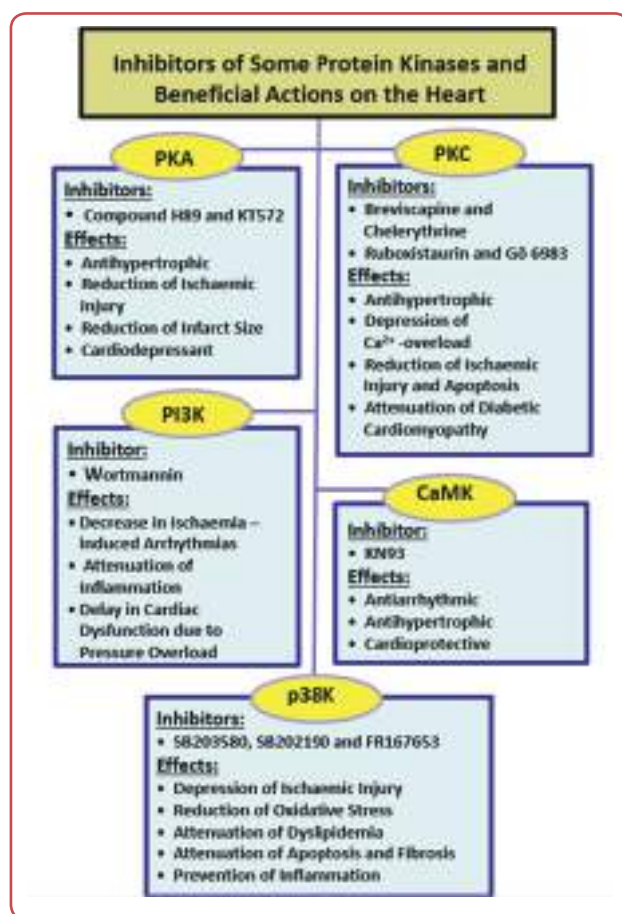 Inhibitors of Some Protein Kinases and
Beneficial Actions on the Heart
PKA
Inhibitors:
• Compound H89 and KT572
Effects:
• Antihypertrophic
• Reduction of Ischaemic
Injury
• Reduction of Infarct Size
• Cardiodepressant
PKC
Inhibitors:
• Breviscapine and
Chelerythrine
• Ruboxistaurin and Gö 6983
Effects:
• Antihypertrophic
• Depression of
Ca²⁺ -overload
• Reduction of Ischaemic
Injury and Apoptosis
• Attenuation of Diabetic
Cardiomyopathy
PI3K
Inhibitor:
• Wortmannin
Effects:
• Decrease in Ischaemia –
Induced Arrhythmias
• Attenuation of
Inflammation
• Delay in Cardiac
Dysfunction due to
Pressure Overload
CaMK
Inhibitor:
• KN93
Effects:
• Antiarrhythmic
• Antihypertrophic
• Cardioprotective
p38K
Inhibitors:
• SB203580, SB202190 and FR167653
Effects:
• Depression of Ischaemic Injury
• Reduction of Oxidative Stress
• Attenuation of Dyslipidemia
• Attenuation of Apoptosis and Fibrosis
• Prevention of Inflammation